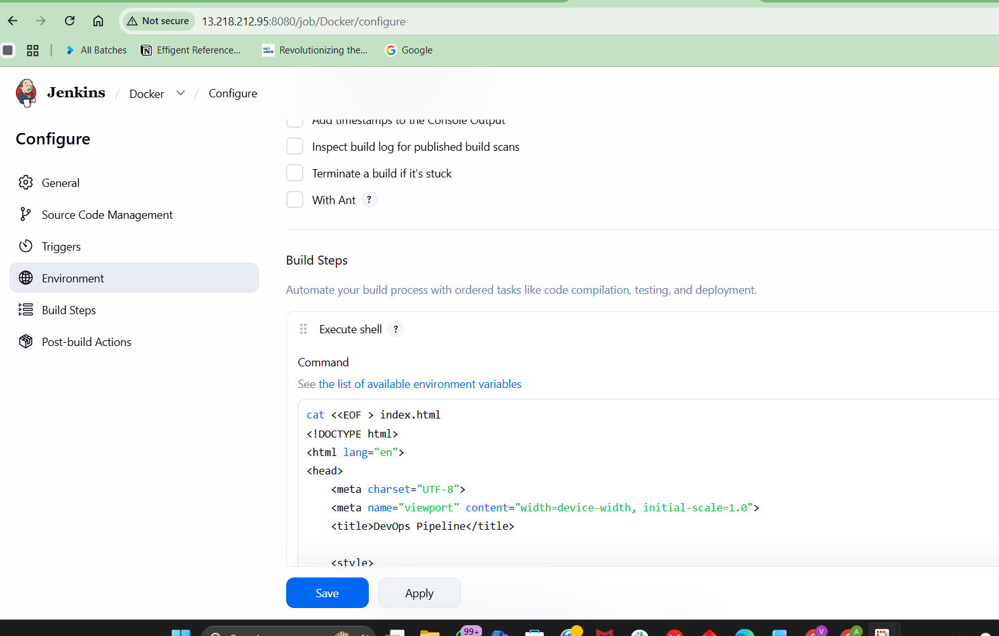 Not secure 13.218.212.95:8080/job/Docker/configure
All Batches Effigent Reference... NXT WAVE Revolutionizing the... Google
Jenkins / Docker / Configure
Configure
General
Source Code Management
Triggers
Environment
Build Steps
Post-build Actions
Add timestamps to the Console Output
Inspect build log for published build scans
Terminate a build if it's stuck
With Ant ?
Build Steps
Automate your build process with ordered tasks like code compilation, testing, and deployment.
Execute shell ?
Command
See the list of available environment variables
cat <<EOF > index.html
<!DOCTYPE html>
<html lang="en">
<head>
<meta charset="UTF-8">
<meta name="viewport" content="width=device-width, initial-scale=1.0">
<title>DevOps Pipeline</title>
<style>
Save Apply
99+ V A